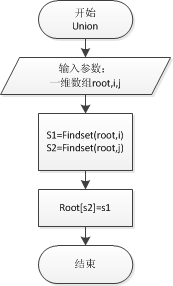 开始
Union
输入参数:
一维数组root,i,j
S1=Findset(root,i)
S2=Findset(root,j)
Root[s2]=s1
结束